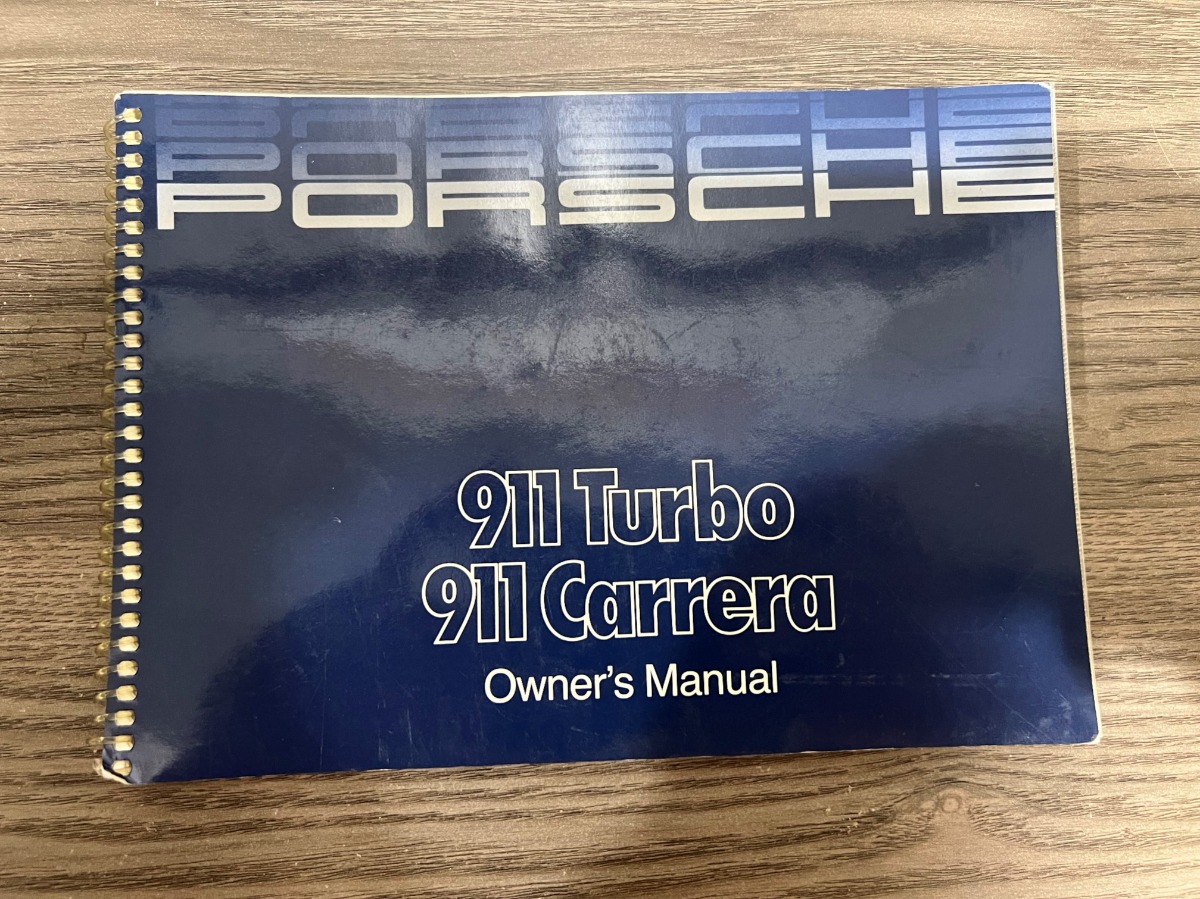 PORSCHE
PORSCHE
PORSCHE
911 Turbo
911 Carrera
Owner's Manual